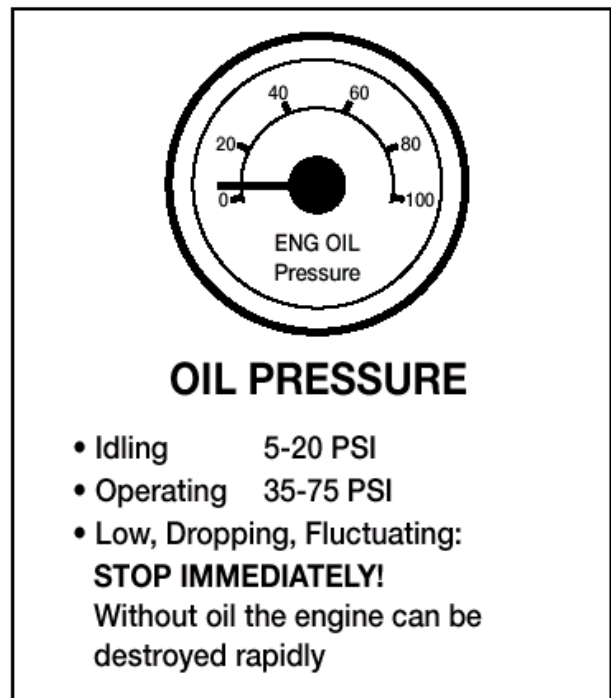 40 60
20 80
0 100
ENG OIL
Pressure
OIL PRESSURE
• Idling 5-20 PSI
• Operating 35-75 PSI
• Low, Dropping, Fluctuating:
STOP IMMEDIATELY!
Without oil the engine can be
destroyed rapidly